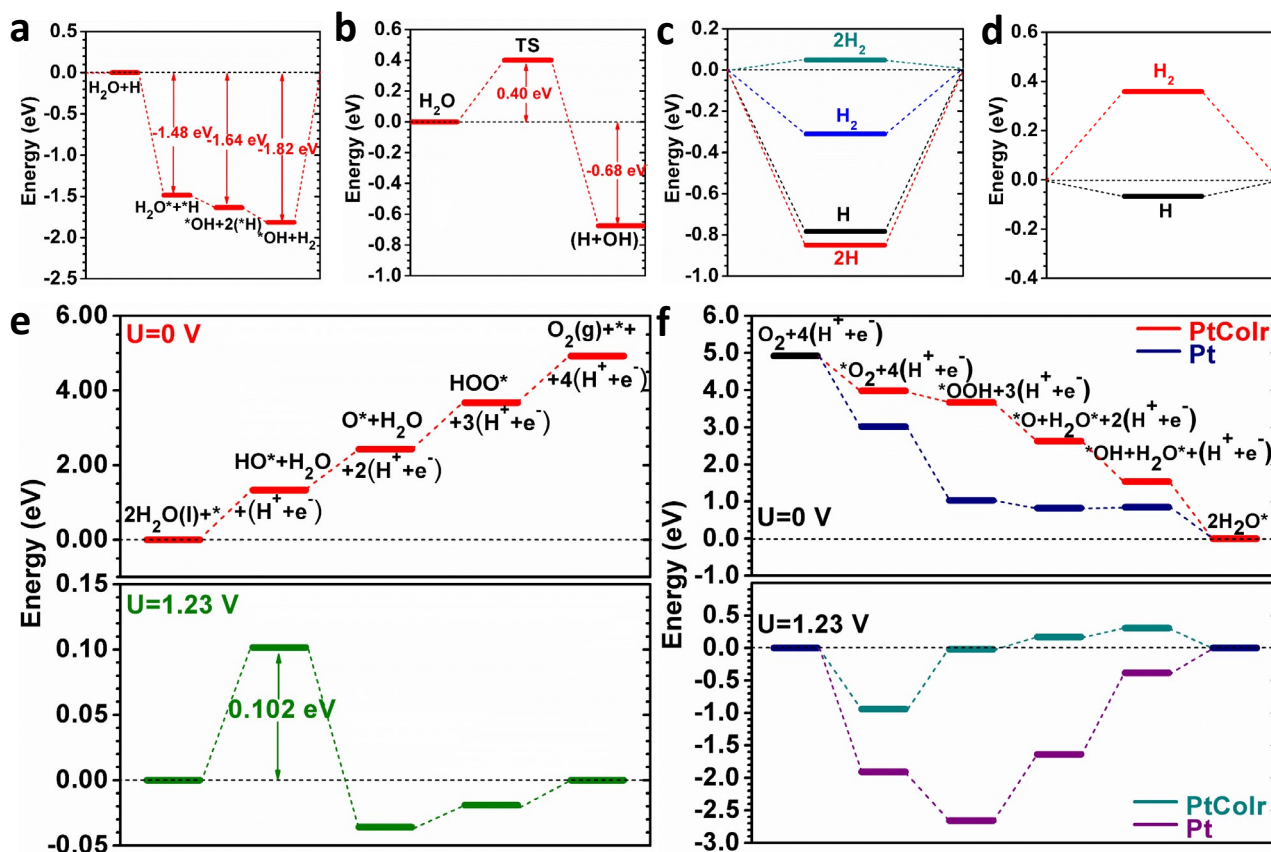 a
Energy (eV)
0.5
0.0
-0.5
-1.0
-1.5
-2.0
-2.5
H₂O+H
-1.48 eV
-1.64 eV
-1.82 eV
H₂O*+*H
*OH+2(*H)
*OH+H₂
b
Energy (eV)
0.6
0.4
0.2
0.0
-0.2
-0.4
-0.6
-0.8
-1.0
TS
H₂O
0.40 eV
-0.68 eV
(H+OH)
c
Energy (eV)
0.2
0.0
-0.2
-0.4
-0.6
-0.8
-1.0
2H₂
H₂
H
2H
d
Energy (eV)
0.6
0.4
0.2
0.0
-0.2
-0.4
H₂
H
e
Energy (eV)
6.00
4.00
2.00
0.00
U=0 V
2H₂O(l)+*
HO*+H₂O
+(H⁺+e⁻)
O*+H₂O
+2(H⁺+e⁻)
HOO*
+3(H⁺+e⁻)
O₂(g)+*+
+4(H⁺+e⁻)
0.15
0.10
0.05
0.00
-0.05
U=1.23 V
0.102 eV
f
Energy (eV)
6.0
5.0
4.0
3.0
2.0
1.0
0.0
-1.0
O₂+4(H⁺+e⁻)
*O₂+4(H⁺+e⁻)
*OOH+3(H⁺+e⁻)
*O+H₂O*+2(H⁺+e⁻)
*OH+H₂O*+(H⁺+e⁻)
2H₂O*
PtCoIr
Pt
U=0 V
0.5
0.0
-0.5
-1.0
-1.5
-2.0
-2.5
-3.0
U=1.23 V
PtCoIr
Pt